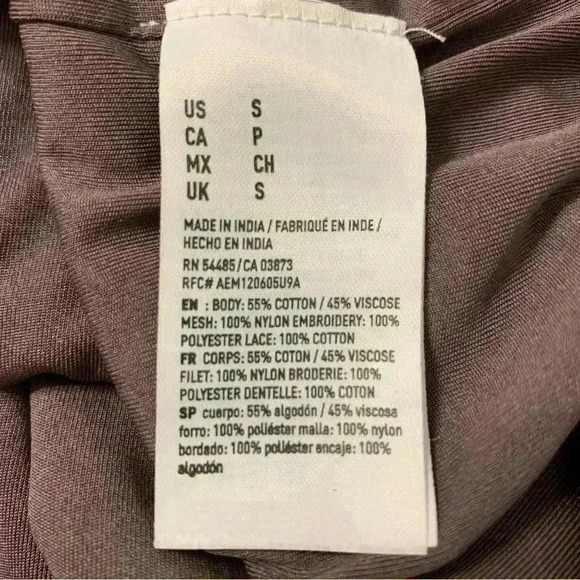 US S
CA P
MX CH
UK S
MADE IN INDIA / FABRIQUÉ EN INDE /
HECHO EN INDIA
RN 54485/CA 03873
RFC# AEM120605U9A
EN : BODY: 55% COTTON / 45% VISCOSE
MESH: 100% NYLON EMBROIDERY: 100%
POLYESTER LACE: 100% COTTON
FR CORPS: 55% COTON / 45% VISCOSE
FILET: 100% NYLON BRODERIE: 100%
POLYESTER DENTELLE: 100% COTON
SP cuerpo: 55% algodón / 45% viscosa
forro: 100% poliéster malla: 100% nylon
bordado: 100% poliéster encaje: 100%
algodón